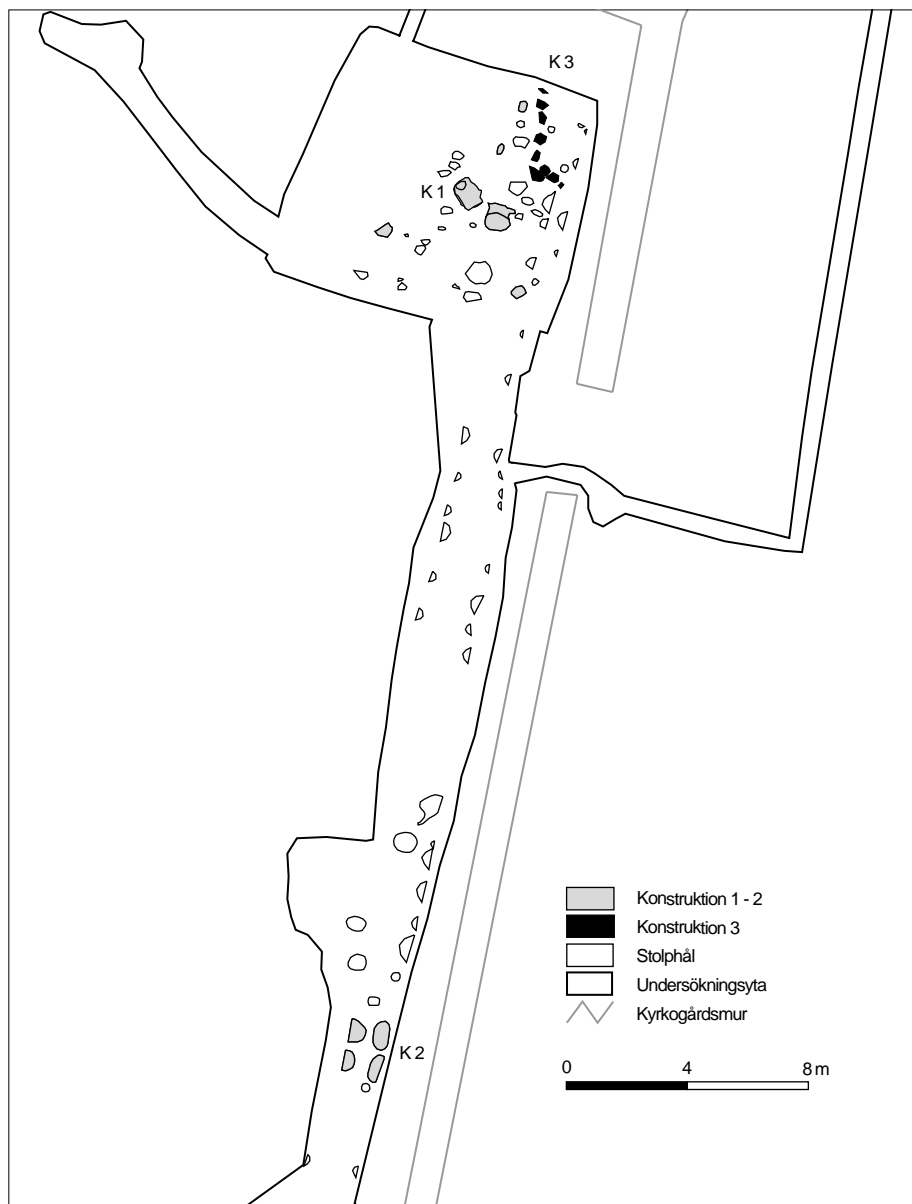 K 3
K 1
K 2
Konstruktion 1 - 2
Konstruktion 3
Stolphål
Undersökningsyta
Kyrkogårdsmur
0 4 8 m